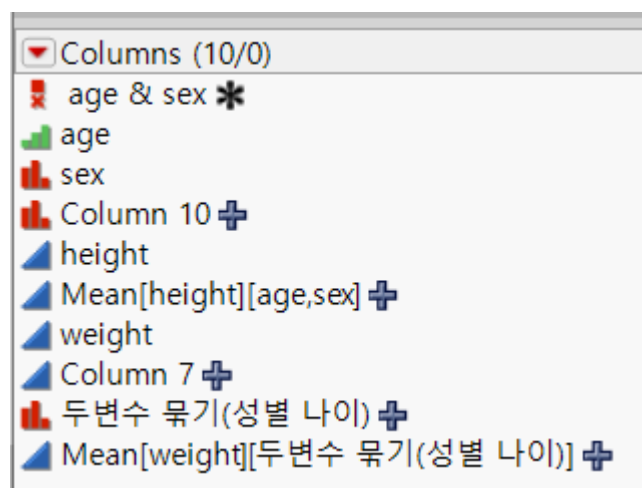 Columns (10/0)
age & sex
age
sex
Column 10
height
Mean[height][age,sex]
weight
Column 7
두변수 묶기(성별 나이)
Mean[weight][두변수 묶기(성별 나이)]